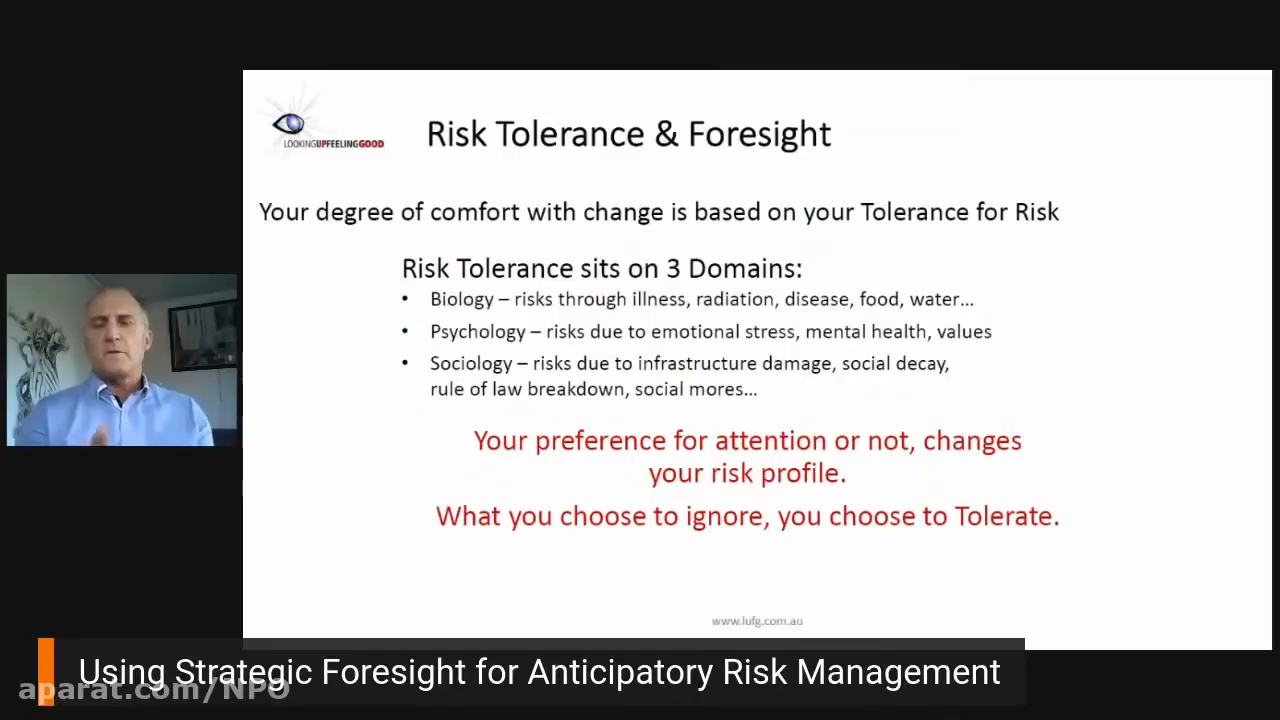 LOOKINGUPFEELINGGOOD
Risk Tolerance & Foresight
Your degree of comfort with change is based on your Tolerance for Risk
Risk Tolerance sits on 3 Domains:
• Biology – risks through illness, radiation, disease, food, water…
• Psychology – risks due to emotional stress, mental health, values
• Sociology – risks due to infrastructure damage, social decay,
rule of law breakdown, social mores…
Your preference for attention or not, changes
your risk profile.
What you choose to ignore, you choose to Tolerate.
www.lufg.com.au
Using Strategic Foresight for Anticipatory Risk Management
aparat.com/NPO